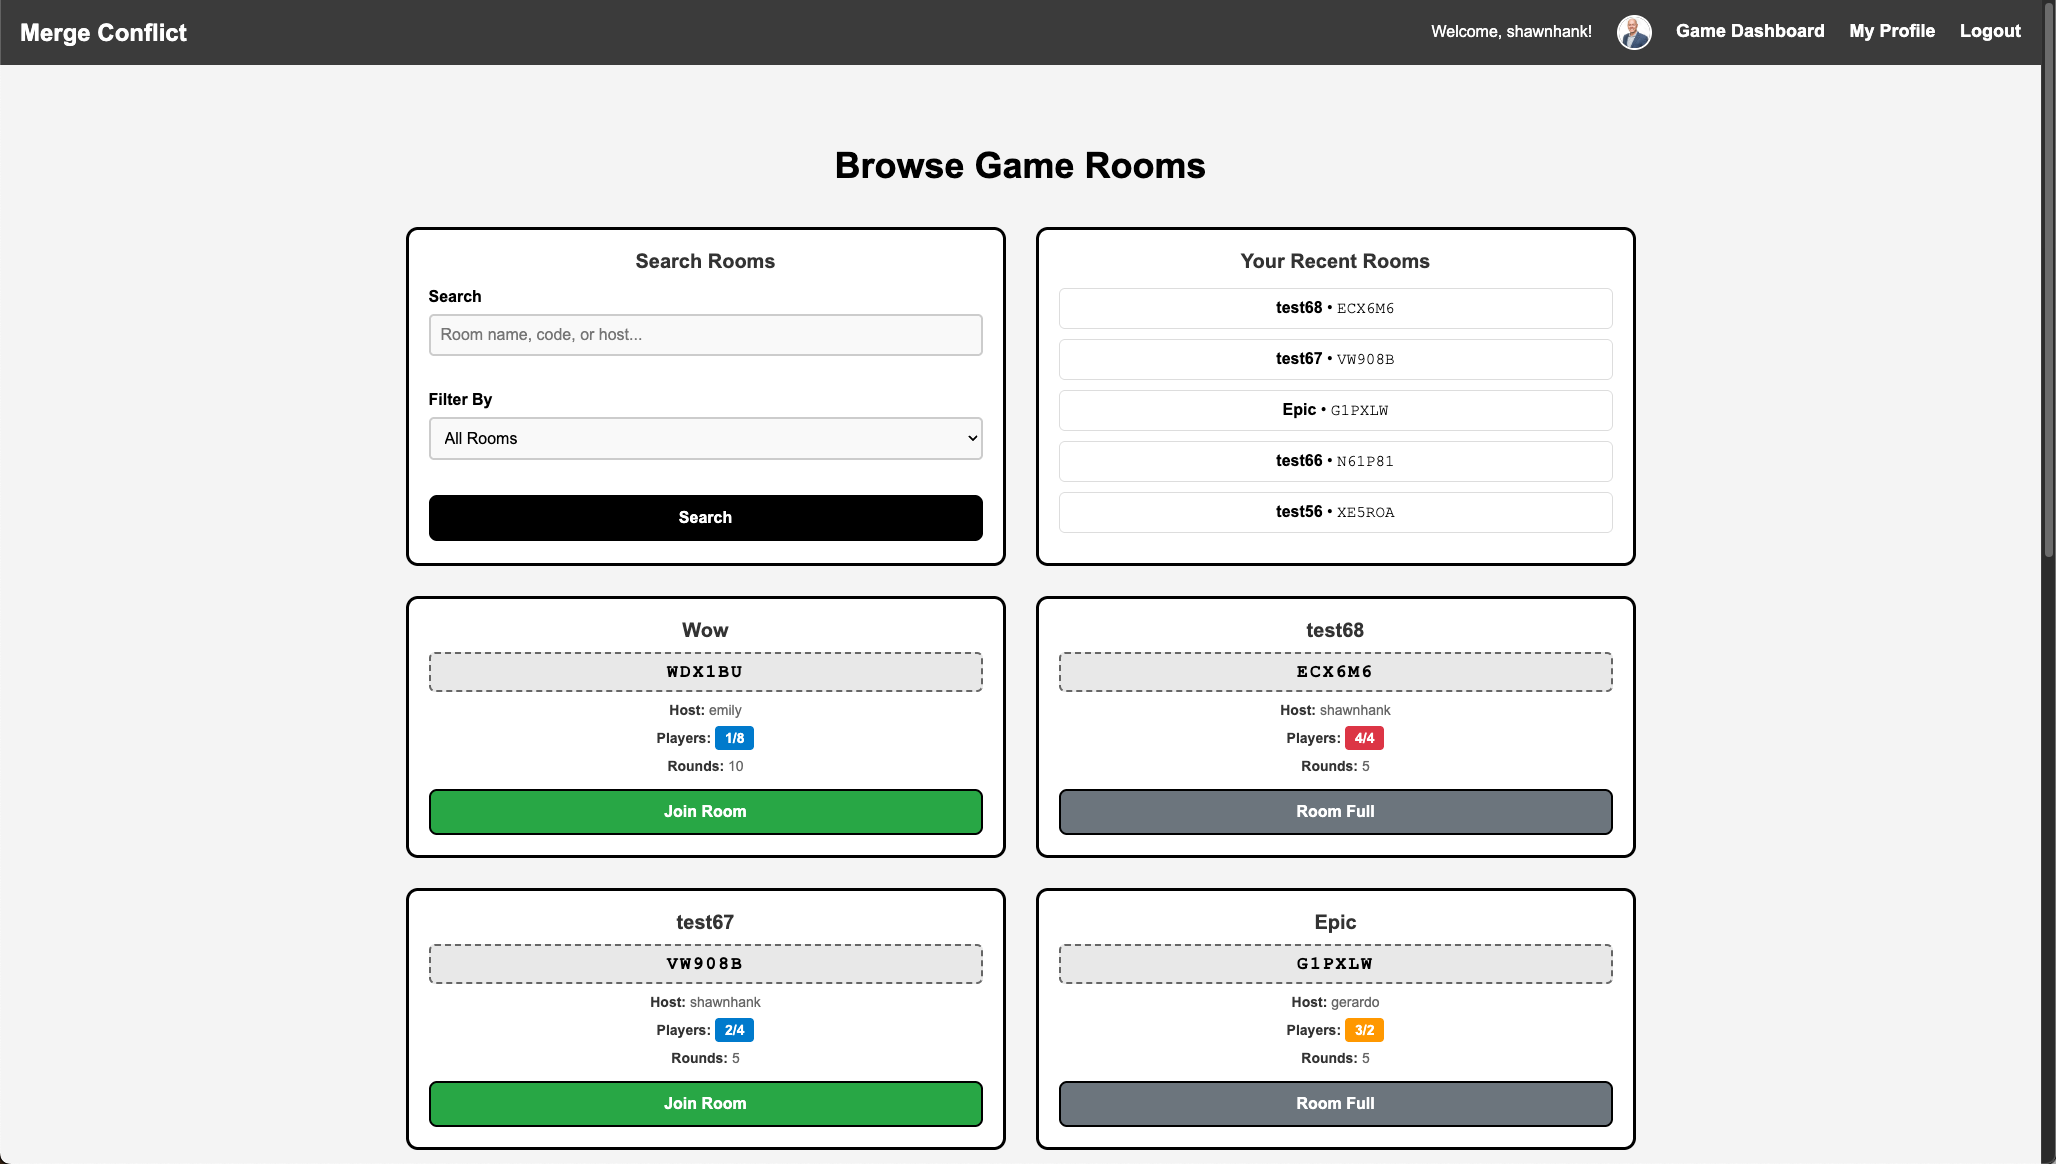 Merge Conflict
Welcome, shawnhank!
Game Dashboard
My Profile
Logout
Browse Game Rooms
Search Rooms
Search
Room name, code, or host...
Filter By
All Rooms
Search
Your Recent Rooms
test68 • ECX6M6
test67 • VW908B
Epic • G1PXLW
test66 • N61P81
test56 • XE5ROA
Wow
WDX1BU
Host: emily
Players: 1/8
Rounds: 10
Join Room
test68
ECX6M6
Host: shawnhank
Players: 4/4
Rounds: 5
Room Full
test67
VW908B
Host: shawnhank
Players: 2/4
Rounds: 5
Join Room
Epic
G1PXLW
Host: gerardo
Players: 3/2
Rounds: 5
Room Full